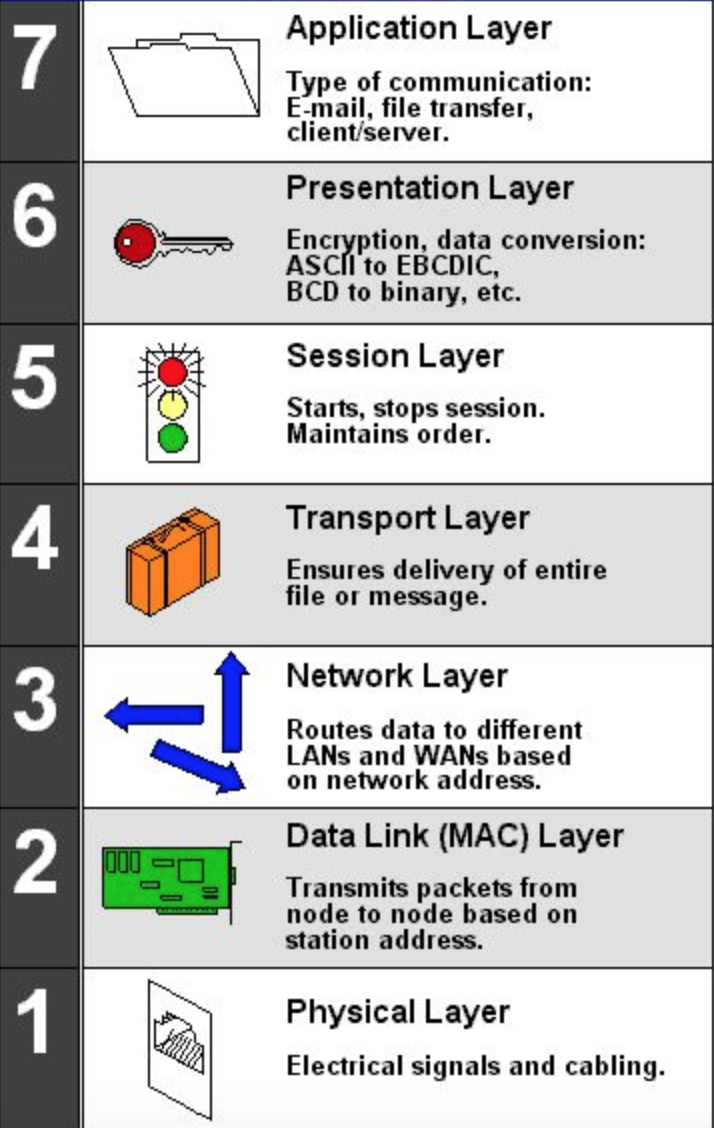 7
Application Layer
Type of communication:
E-mail, file transfer,
client/server.
6
Presentation Layer
Encryption, data conversion:
ASCII to EBCDIC,
BCD to binary, etc.
5
Session Layer
Starts, stops session.
Maintains order.
4
Transport Layer
Ensures delivery of entire
file or message.
3
Network Layer
Routes data to different
LANs and WANs based
on network address.
2
Data Link (MAC) Layer
Transmits packets from
node to node based on
station address.
1
Physical Layer
Electrical signals and cabling.